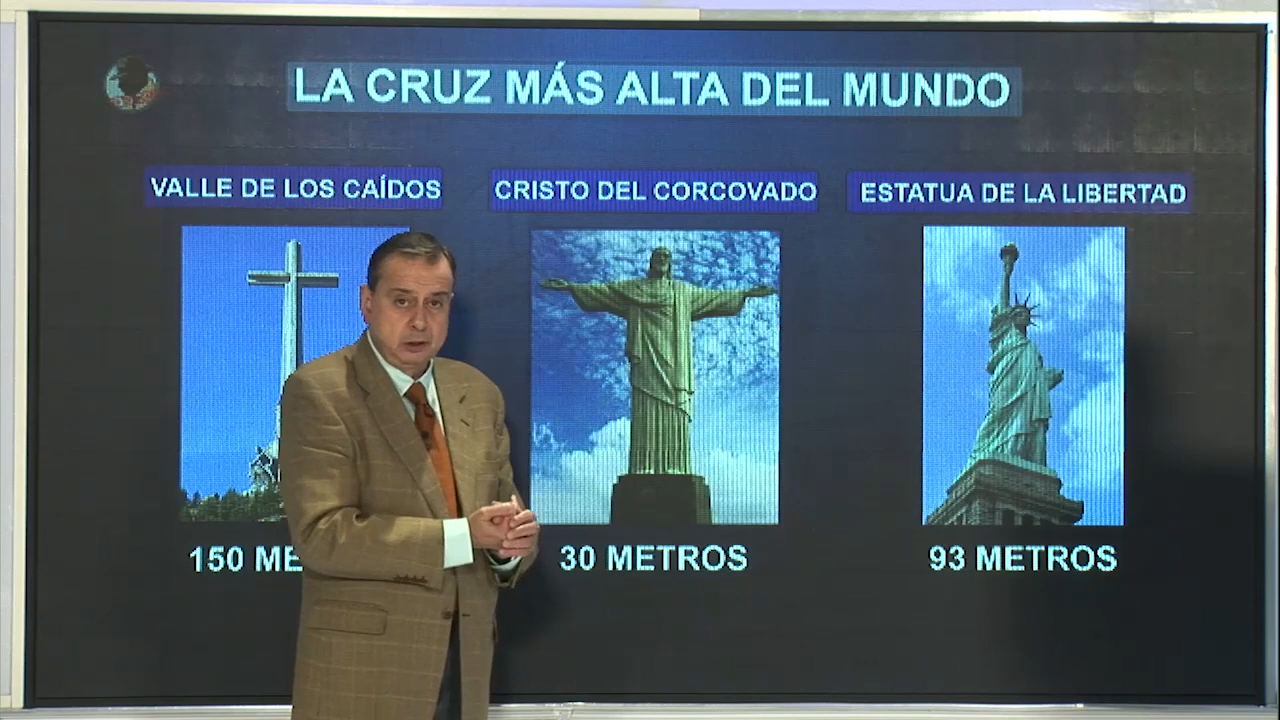 LA CRUZ MÁS ALTA DEL MUNDO
VALLE DE LOS CAÍDOS
CRISTO DEL CORCOVADO
ESTATUA DE LA LIBERTAD
150 ME
30 METROS
93 METROS